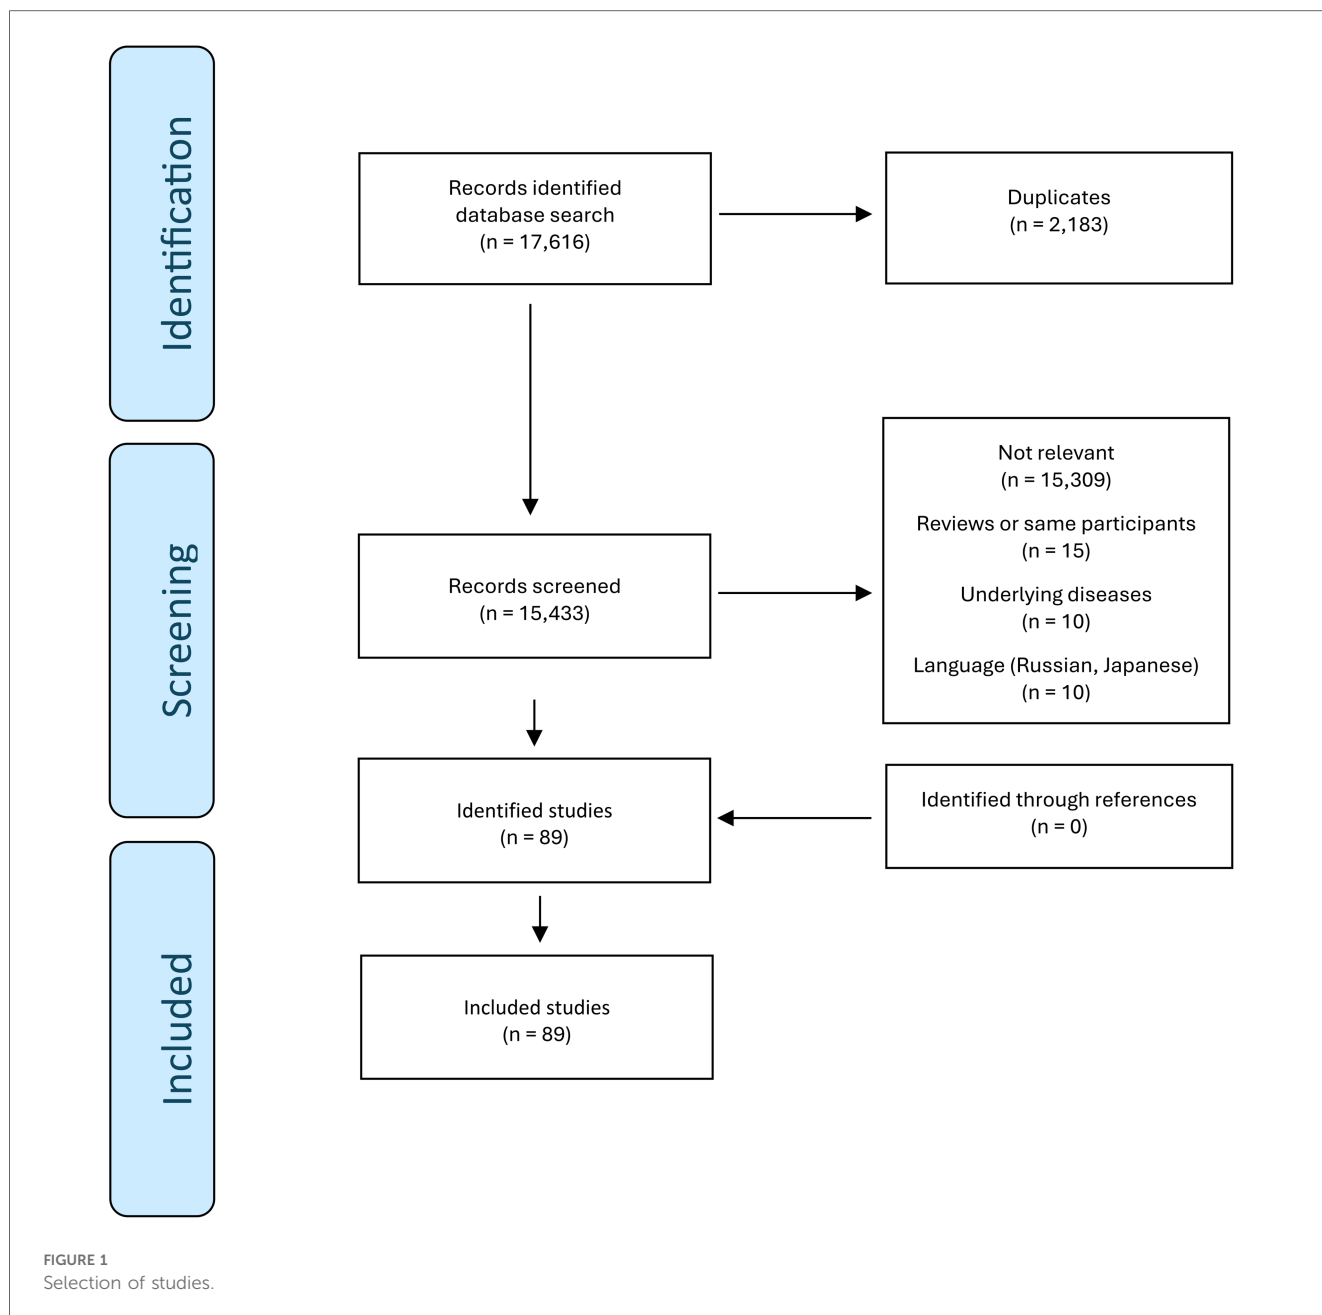 Identification
Records identified
database search
(n = 17,616)
Duplicates
(n = 2,183)
Screening
Records screened
(n = 15,433)
Not relevant
(n = 15,309)
Reviews or same participants
(n = 15)
Underlying diseases
(n = 10)
Language (Russian, Japanese)
(n = 10)
Identified studies
(n = 89)
Identified through references
(n = 0)
Included
Included studies
(n = 89)
FIGURE 1
Selection of studies.